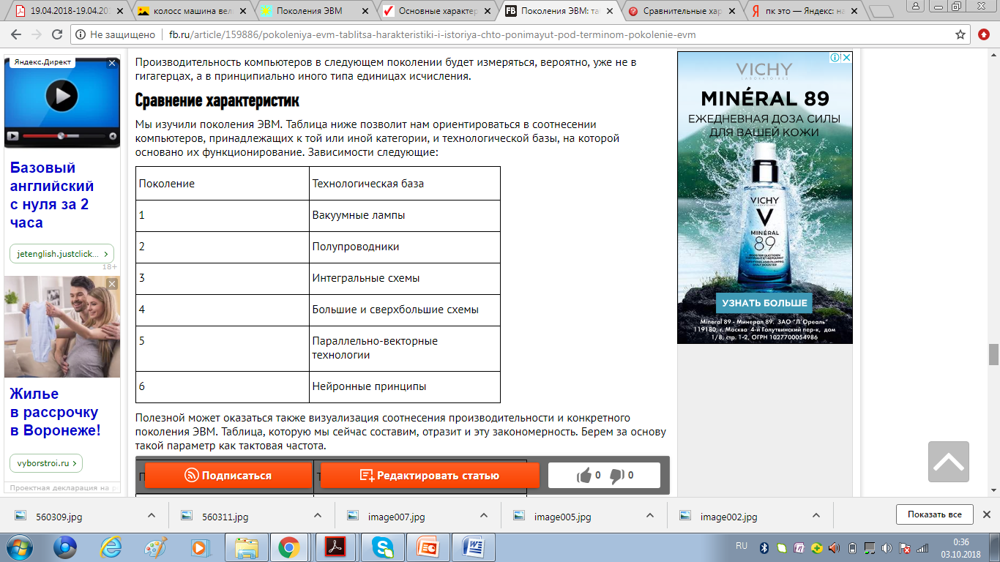 19.04.2018-19.04.201
колосс машина вели
Поколения ЭВМ
Основные характер
Поколения ЭВМ: таб
Сравнительные хар
пк это — Яндекс: на
Не защищено
fb.ru/article/159886/pokoleniya-evm-tablitsa-harakteristiki-i-istoriya-chto-ponimayut-pod-terminom-pokolenie-evm
Яндекс.Директ
Базовый
английский
с нуля за 2
часа
jetenglish.justclick...
18+
Жилье
в рассрочку
в Воронеже!
vyborstroi.ru
Проектная декларация на
Производительность компьютеров в следующем поколении будет измеряться, вероятно, уже не в
гигагерцах, а в принципиально иного типа единицах исчисления.
Сравнение характеристик
Мы изучили поколения ЭВМ. Таблица ниже позволит нам ориентироваться в соотнесении
компьютеров, принадлежащих к той или иной категории, и технологической базы, на которой
основано их функционирование. Зависимости следующие:
Поколение Технологическая база
1 Вакуумные лампы
2 Полупроводники
3 Интегральные схемы
4 Большие и сверхбольшие схемы
5 Параллельно-векторные
технологии
6 Нейронные принципы
Полезной может оказаться также визуализация соотнесения производительности и конкретного
поколения ЭВМ. Таблица, которую мы сейчас составим, отразит и эту закономерность. Берем за основу
такой параметр как тактовая частота.
Подписаться
Редактировать статью
0 0
VICHY
LABORATOIRES
MINÉRAL 89
ЕЖЕДНЕВНАЯ ДОЗА СИЛЫ
ДЛЯ ВАШЕЙ КОЖИ
VICHY
MINÉRAL
89
УЗНАТЬ БОЛЬШЕ
Mineral 89 - Минерал 89. ЗАО "Л'Ореаль"
119180, г. Москва 4-й Голутвинский пер-к, дом
1/8, стр. 1-2, ОГРН 1027700054986
560309.jpg
560311.jpg
image007.jpg
image005.jpg
image002.jpg
Показать все
RU
0:36
03.10.2018